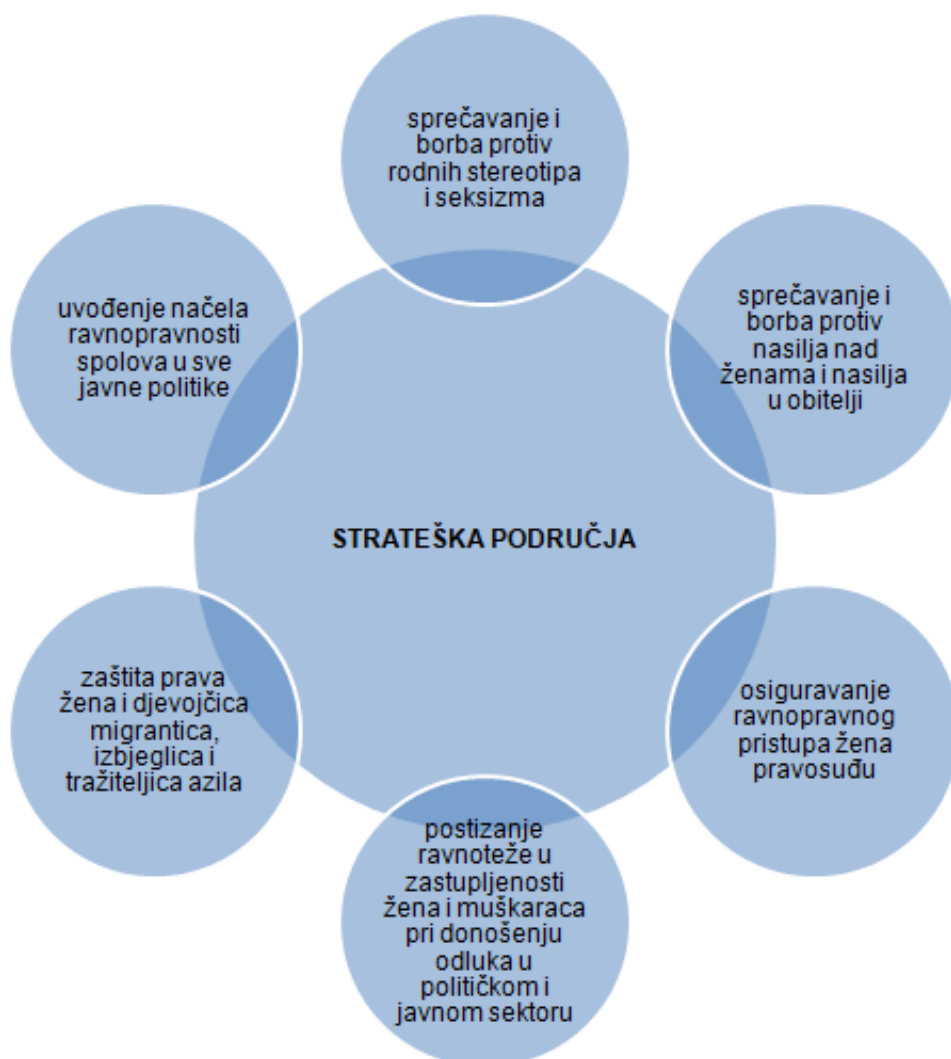 sprečavanje i
borba protiv
rodnih stereotipa
i seksizma
sprečavanje i
borba protiv
nasilja nad
ženama i nasilja
u obitelji
osiguravanje
ravnopravnog
pristupa žena
pravosuđu
postizanje
ravnoteže u
zastupljenosti
žena i muškaraca
pri donošenju
odluka u
političkom i
javnom sektoru
zaštita prava
žena i djevojčica
migrantica,
izbjeglica i
tražiteljica azila
uvođenje načela
ravnopravnosti
spolova u sve
javne politike
STRATEŠKA PODRUČJA